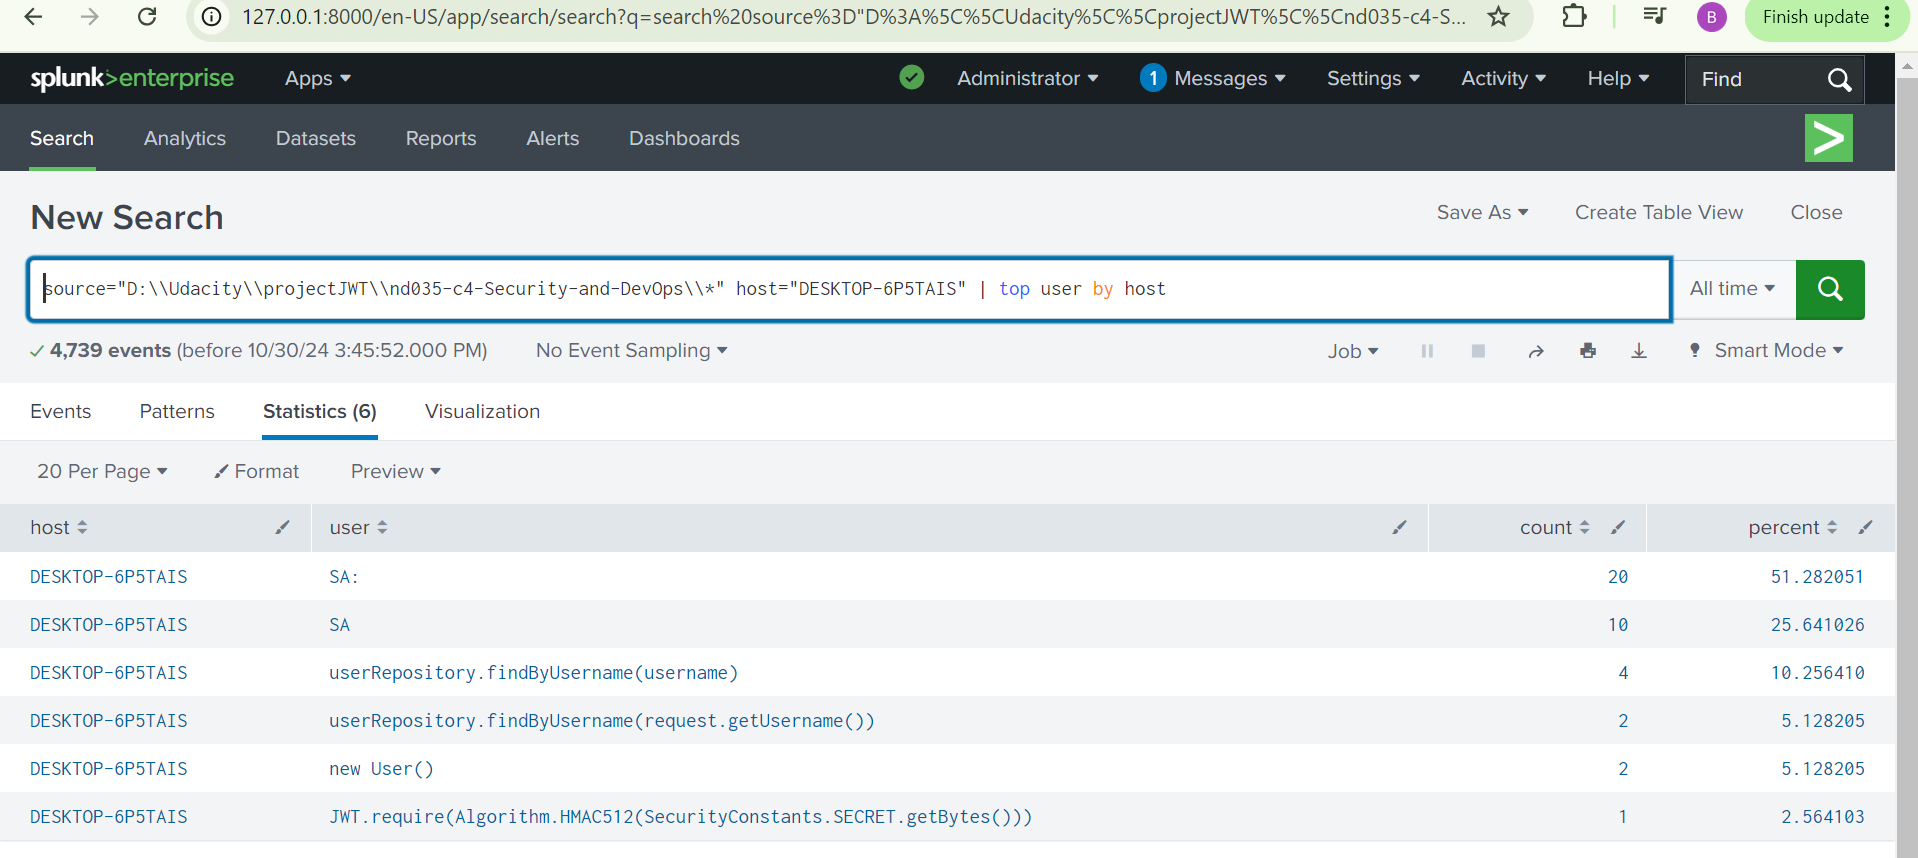 127.0.0.1:8000/en-US/app/search/search?q=search%20source%3D"D%3A%5C%5CUdacity%5C%5CprojectJWT%5C%5Cnd035-c4-S...
B
Finish update
splunk>enterprise Apps Administrator 1 Messages Settings Activity Help Find
Search Analytics Datasets Reports Alerts Dashboards >
New Search Save As Create Table View Close
source="D:\\Udacity\\projectJWT\\nd035-c4-Security-and-DevOps\\*" host="DESKTOP-6P5TAIS" | top user by host All time
4,739 events (before 10/30/24 3:45:52.000 PM) No Event Sampling Job Smart Mode
Events Patterns Statistics (6) Visualization
20 Per Page Format Preview
host user count percent
DESKTOP-6P5TAIS SA: 20 51.282051
DESKTOP-6P5TAIS SA 10 25.641026
DESKTOP-6P5TAIS userRepository.findByUsername(username) 4 10.256410
DESKTOP-6P5TAIS userRepository.findByUsername(request.getUsername()) 2 5.128205
DESKTOP-6P5TAIS new User() 2 5.128205
DESKTOP-6P5TAIS JWT.require(Algorithm.HMAC512(SecurityConstants.SECRET.getBytes())) 1 2.564103